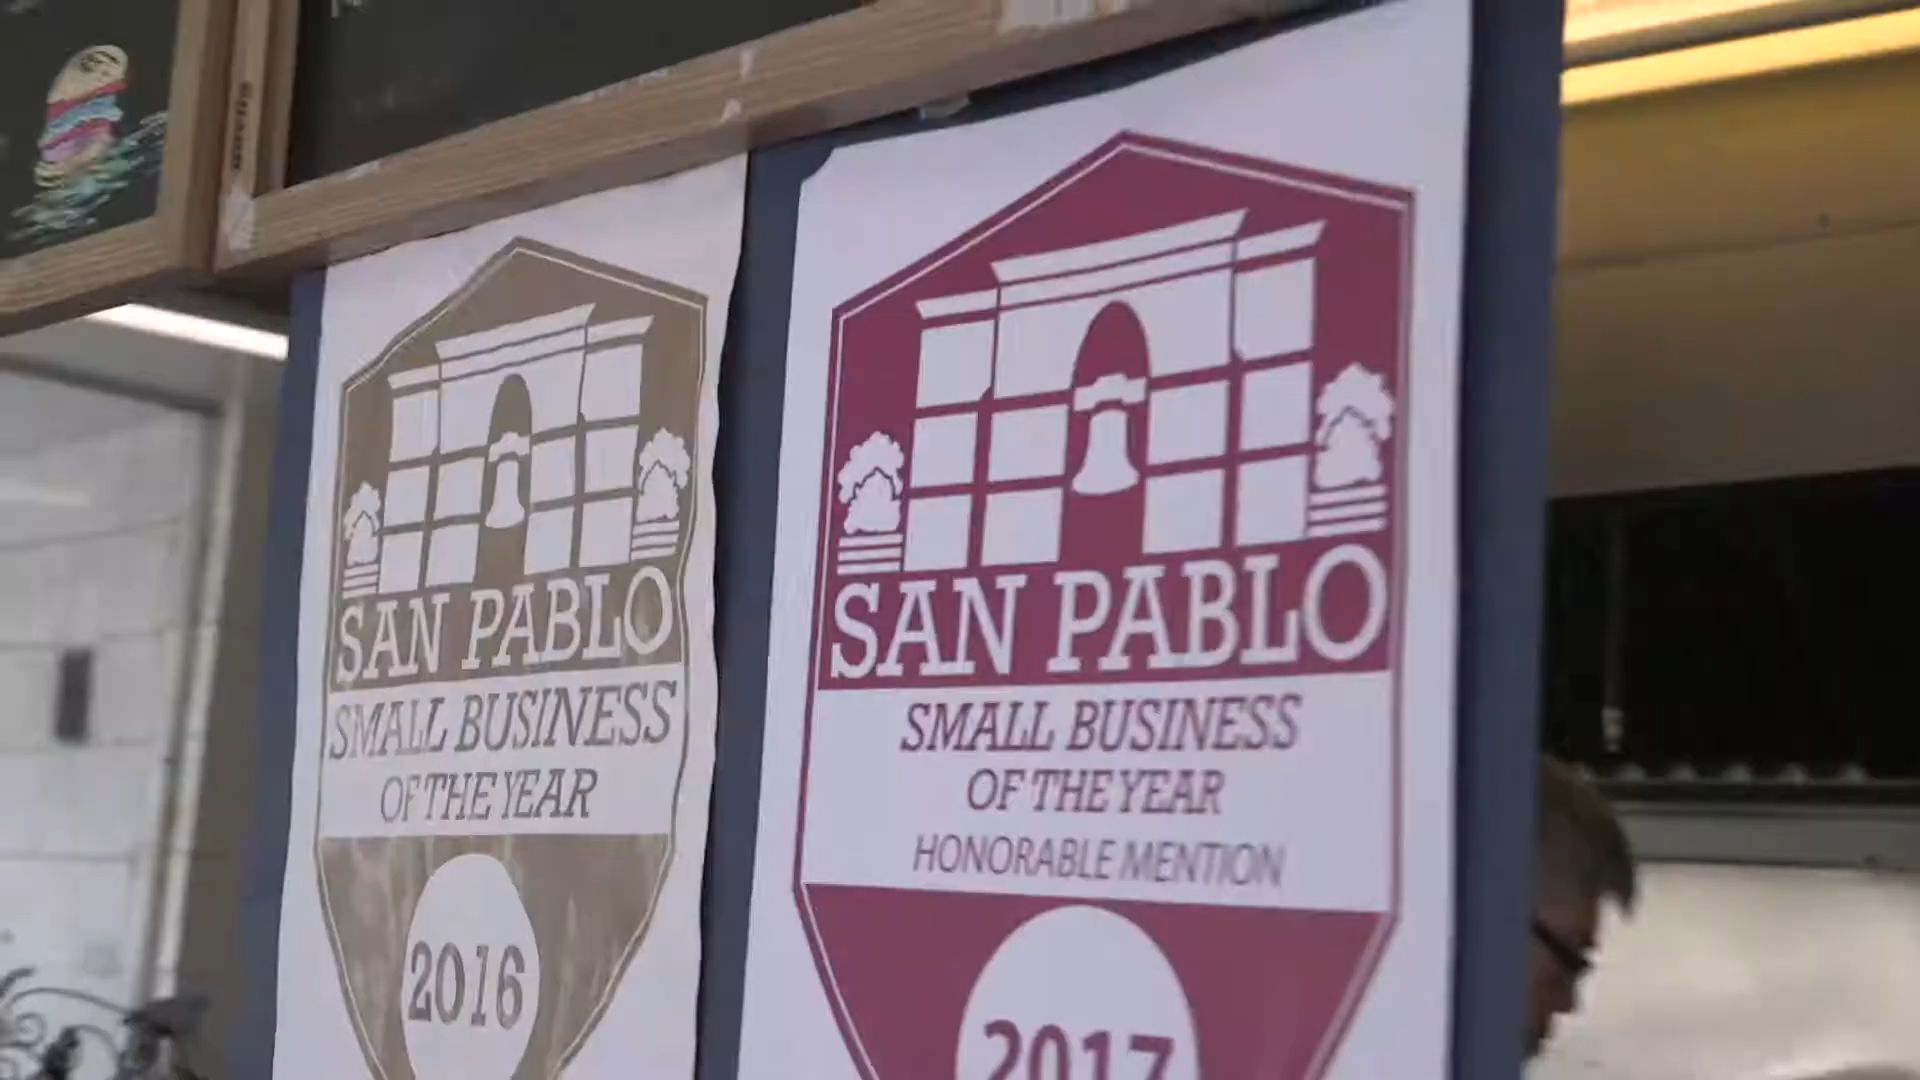 SAN PABLO
SMALL BUSINESS
OF THE YEAR
2016
SAN PABLO
SMALL BUSINESS
OF THE YEAR
HONORABLE MENTION
2017